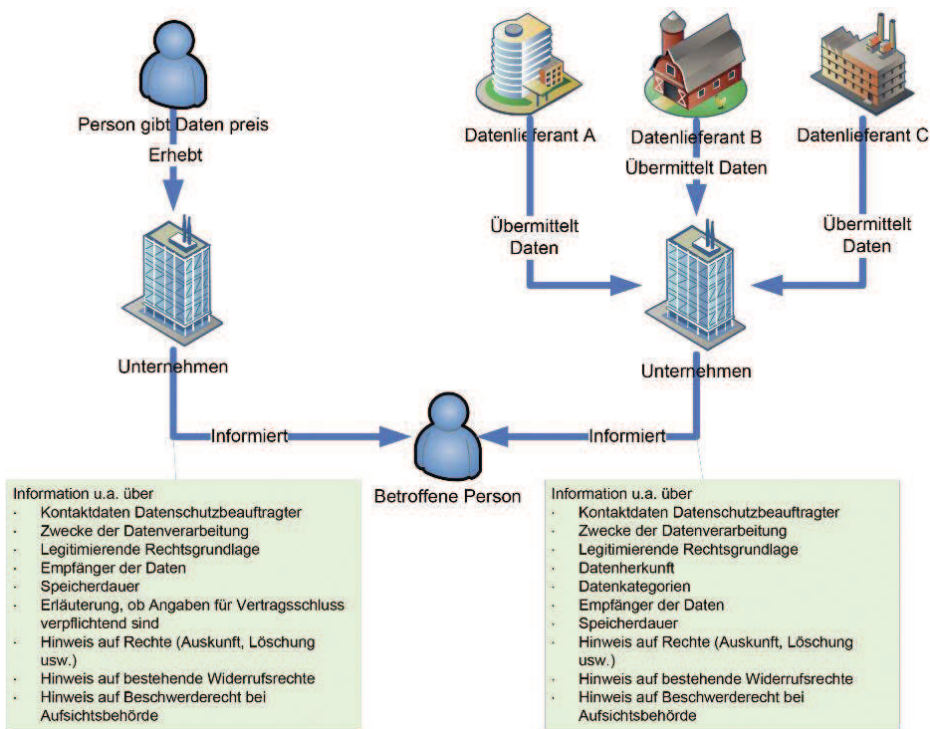 Person gibt Daten preis
Erhebt
Unternehmen
Informiert
Datenlieferant A
Datenlieferant B
Datenlieferant C
Übermittelt Daten
Übermittelt
Daten
Übermittelt
Daten
Unternehmen
Informiert
Betroffene Person
Information u.a. über
· Kontaktdaten Datenschutzbeauftragter
· Zwecke der Datenverarbeitung
· Legitimierende Rechtsgrundlage
· Empfänger der Daten
· Speicherdauer
· Erläuterung, ob Angaben für Vertragsschluss
verpflichtend sind
· Hinweis auf Rechte (Auskunft, Löschung
usw.)
· Hinweis auf bestehende Widerrufsrechte
· Hinweis auf Beschwerderecht bei
Aufsichtsbehörde
Information u.a. über
· Kontaktdaten Datenschutzbeauftragter
· Zwecke der Datenverarbeitung
· Legitimierende Rechtsgrundlage
· Datenherkunft
· Datenkategorien
· Empfänger der Daten
· Speicherdauer
· Hinweis auf Rechte (Auskunft, Löschung
usw.)
· Hinweis auf bestehende Widerrufsrechte
· Hinweis auf Beschwerderecht bei
Aufsichtsbehörde